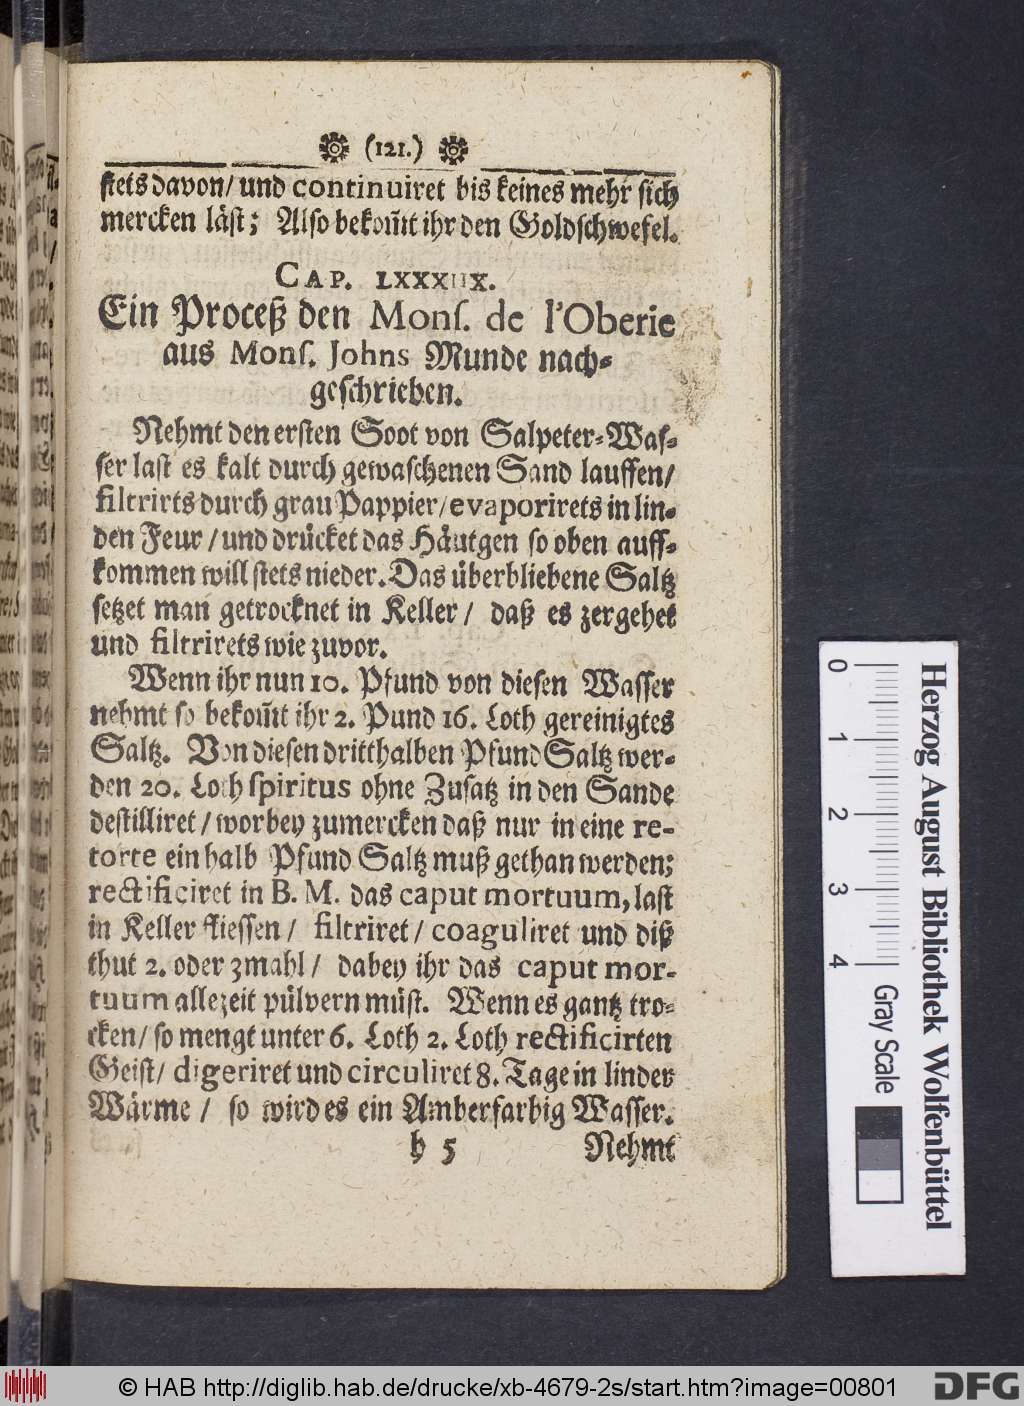 (121.)
stets davon/ und continuiret bis keines mehr sich
mercken läst; Also bekom̃t ihr den Goldschwefel.
CAP. LXXXIIX.
Ein Proceß den Monſ. de l'Oberie
aus Monſ. Johns Munde nach-
geschrieben.
Nehmt den ersten Soot von Salpeter-Was-
ser last es kalt durch gewaschenen Sand lauffen/
filtrirts durch grau Pappier/ evaporirets in lin-
den Feur/ und drücket das Häutgen so oben auff-
kommen will stets nieder. Das überbliebene Saltz
setzet man getrocknet in Keller/ daß es zergehet
und filtrirets wie zuvor.
Wenn ihr nun 10. Pfund von diesen Wasser
nehmt so bekom̃t ihr 2. Pund 16. Loth gereinigtes
Saltz. Von diesen dritthalben Pfund Saltz wer-
den 20. Loth spiritus ohne Zusatz in den Sande
destilliret/ worbey zumercken daß nur in eine re-
torte ein halb Pfund Saltz muß gethan werden;
rectificiret in B. M. das caput mortuum, last
in Keller fliessen/ filtriret/ coaguliret und diß
thut 2. oder 3mahl/ dabey ihr das caput mor-
tuum allezeit pülvern müst. Wenn es gantz tro-
cken/ so mengt unter 6. Loth 2. Loth rectificirten
Geist/ digeriret und circuliret 8. Tage in linder
Wärme/ so wird es ein Amberfarbig Wasser.
h 5 Nehmt
0 1 2 3 4
Herzog August Bibliothek Wolfenbüttel
Gray Scale
© HAB http://diglib.hab.de/drucke/xb-4679-2s/start.htm?image=00801
DFG